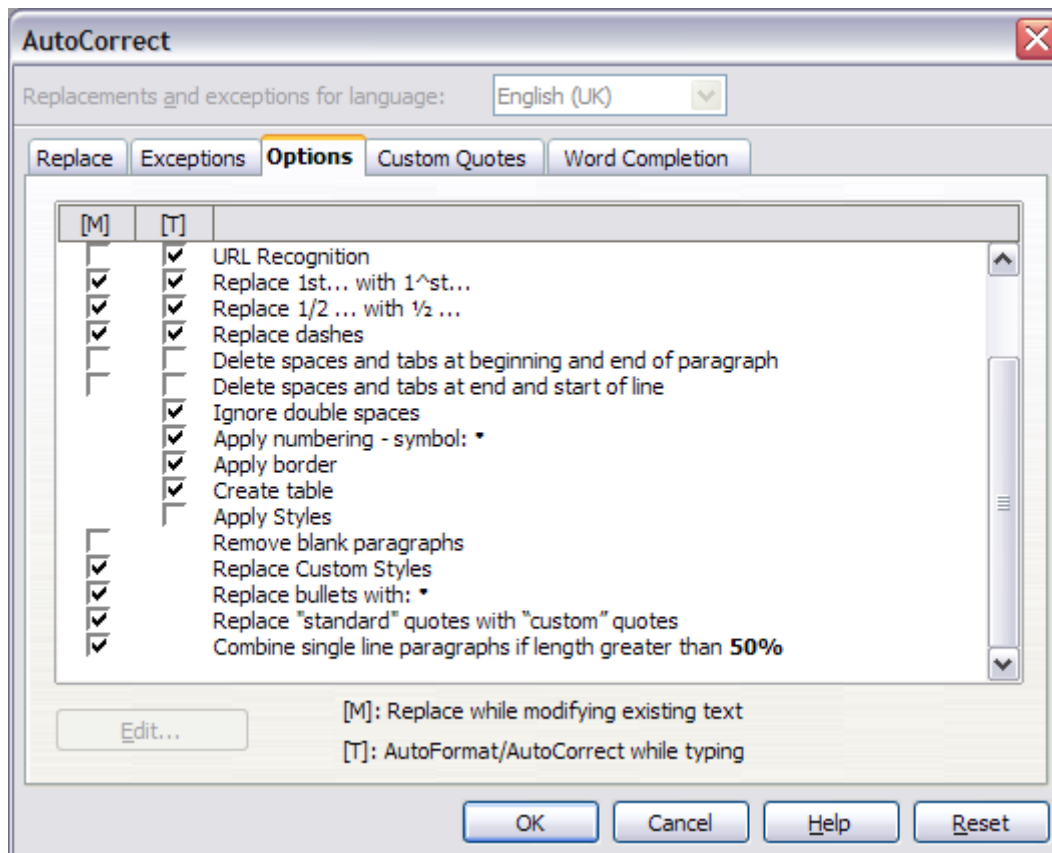 AutoCorrect
Replacements and exceptions for language: English (UK)
Replace Exceptions Options Custom Quotes Word Completion
[M] [T]
URL Recognition
Replace 1st... with 1^st...
Replace 1/2 ... with ½ ...
Replace dashes
Delete spaces and tabs at beginning and end of paragraph
Delete spaces and tabs at end and start of line
Ignore double spaces
Apply numbering - symbol: •
Apply border
Create table
Apply Styles
Remove blank paragraphs
Replace Custom Styles
Replace bullets with: •
Replace "standard" quotes with “custom” quotes
Combine single line paragraphs if length greater than 50%
Edit... [M]: Replace while modifying existing text
[T]: AutoFormat/AutoCorrect while typing
OK Cancel Help Reset